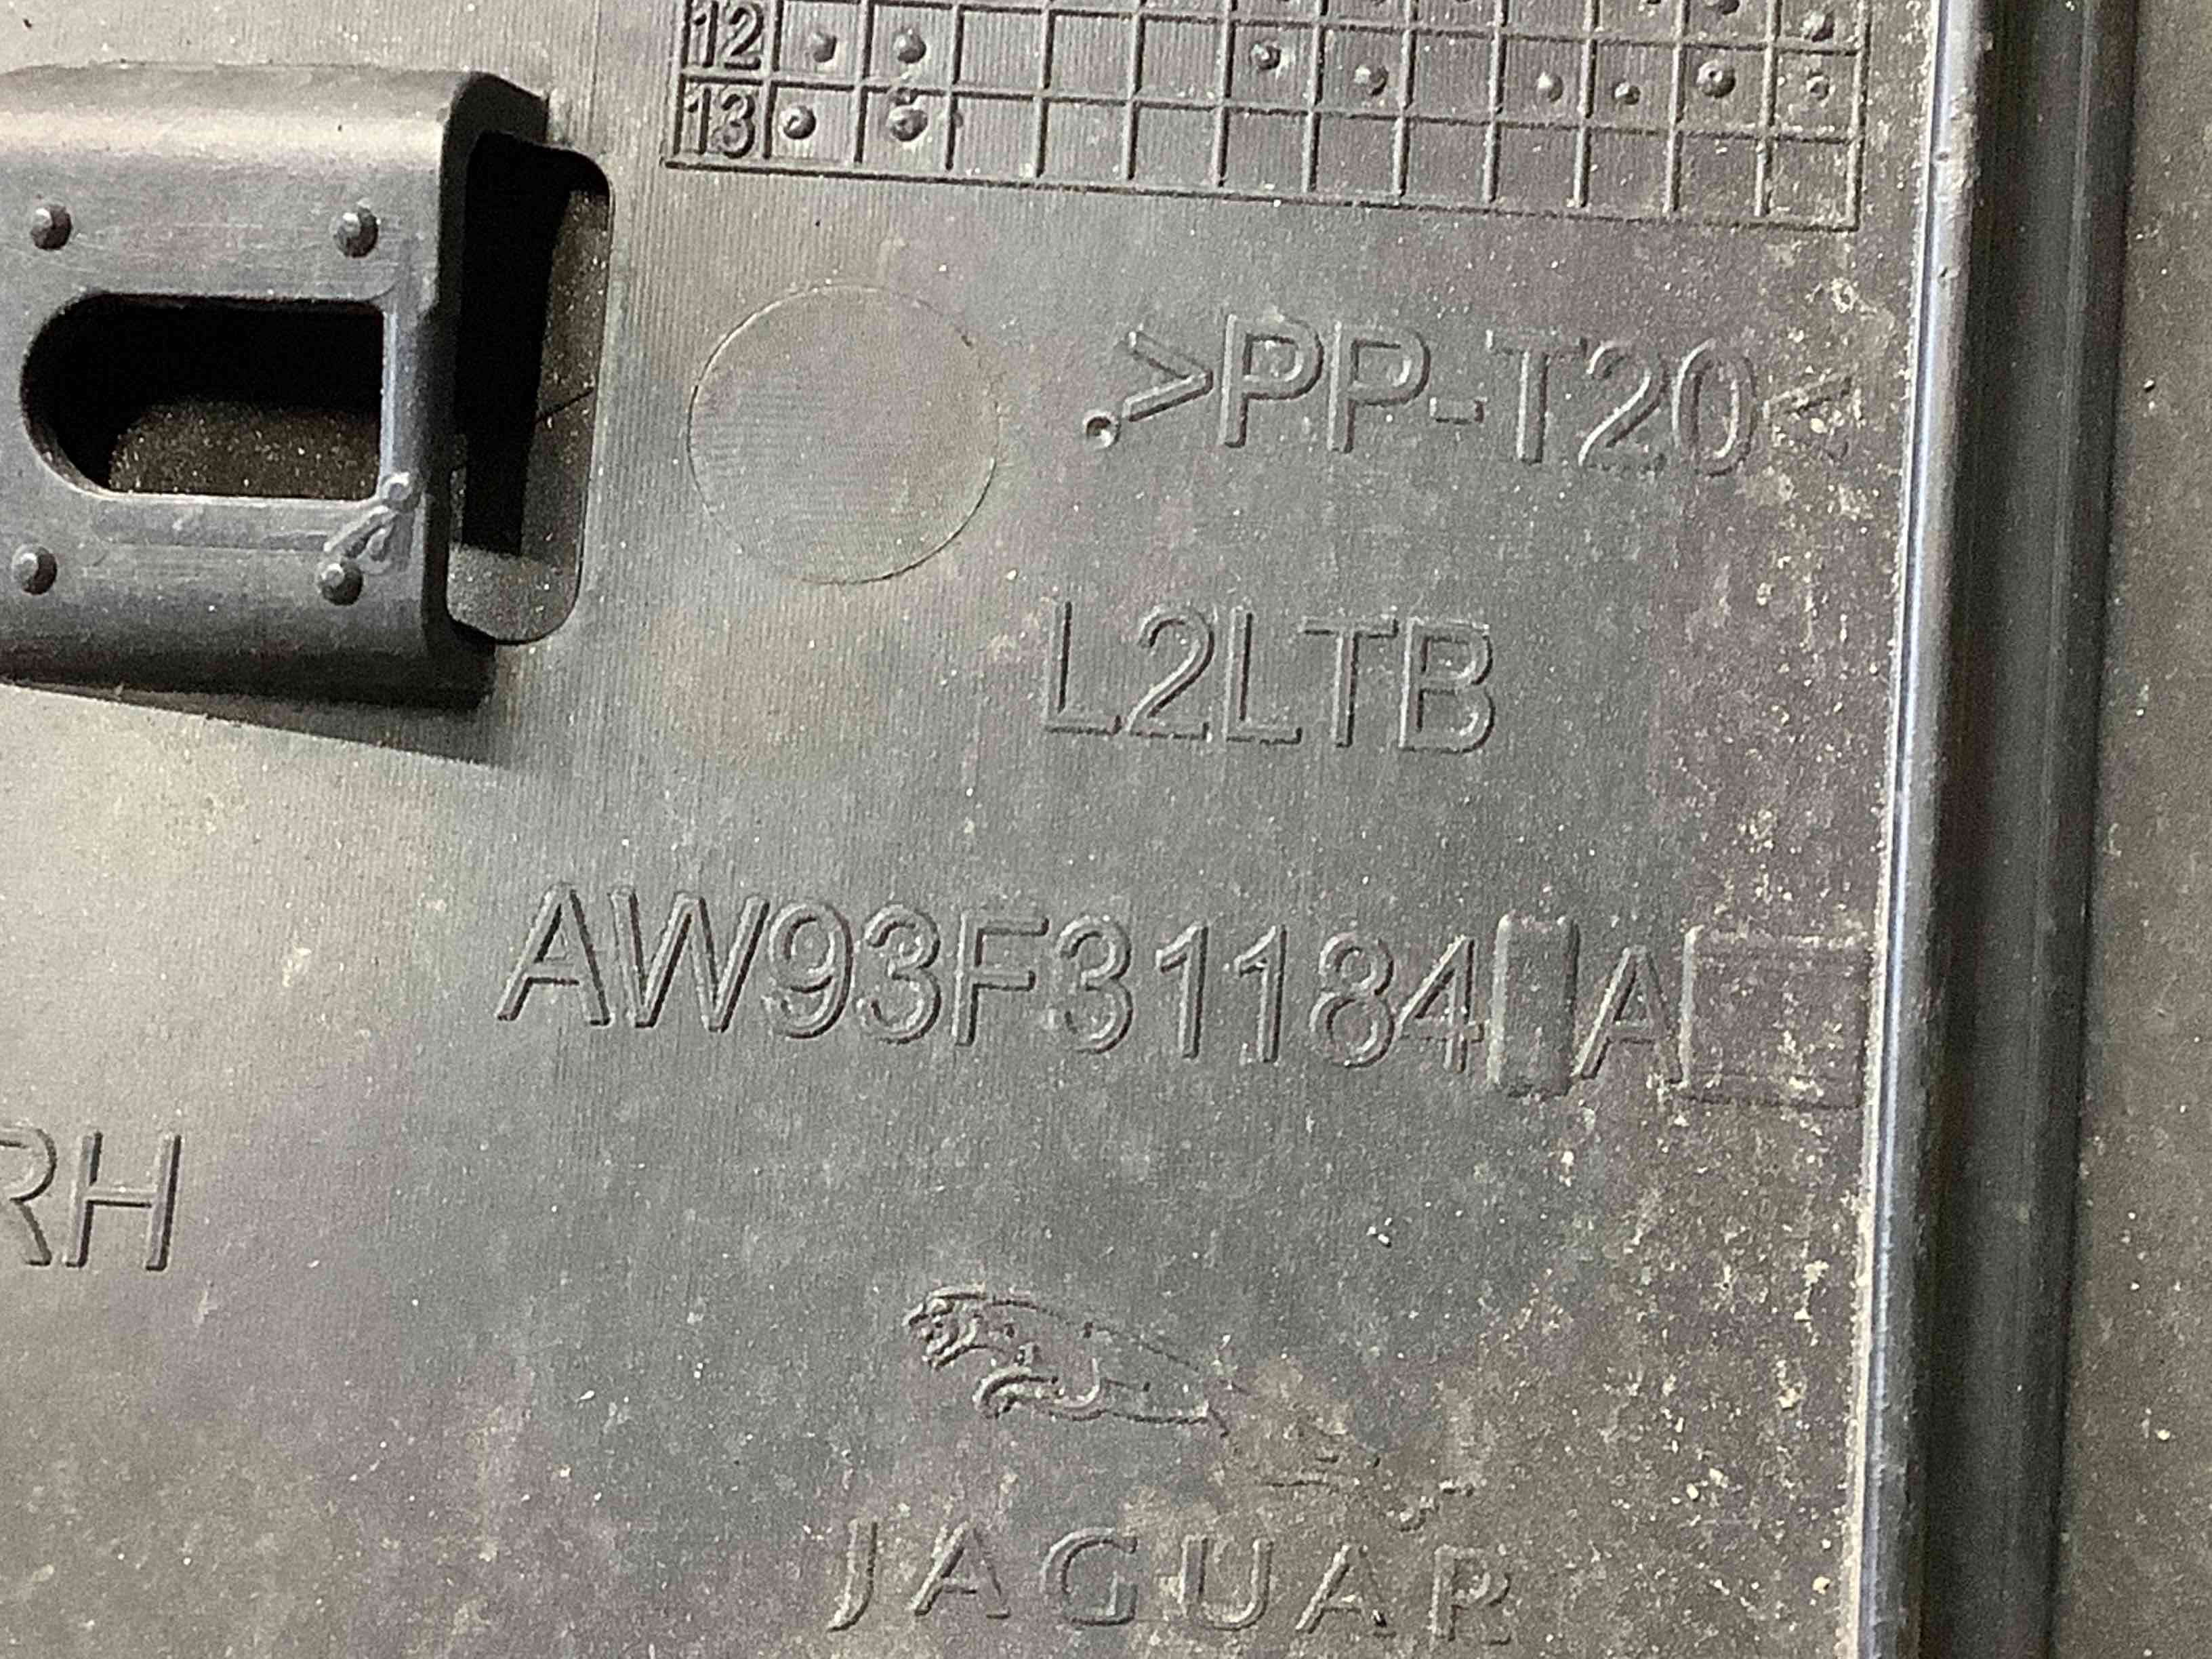 12
13
>PP-T20<
L2LTB
AW93F31184 A
RH
JAGUAR